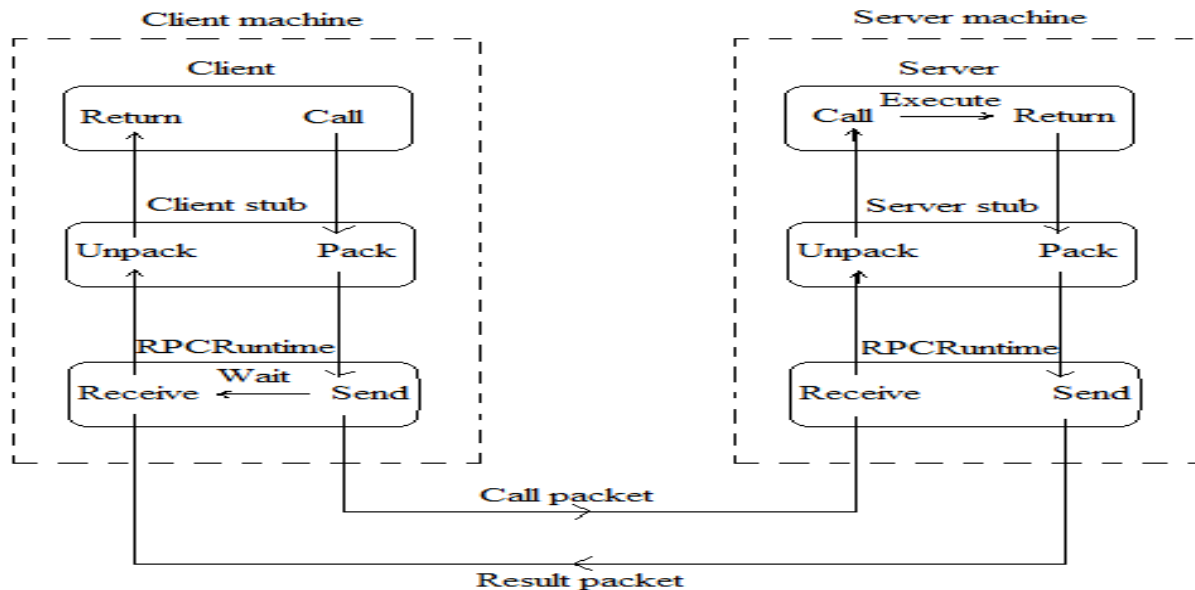 Client machine
Server machine
Client
Server
Return
Call
Call
Execute
Return
Client stub
Server stub
Unpack
Pack
Unpack
Pack
RPCRuntime
RPCRuntime
Receive
Wait
Send
Receive
Send
Call packet
Result packet